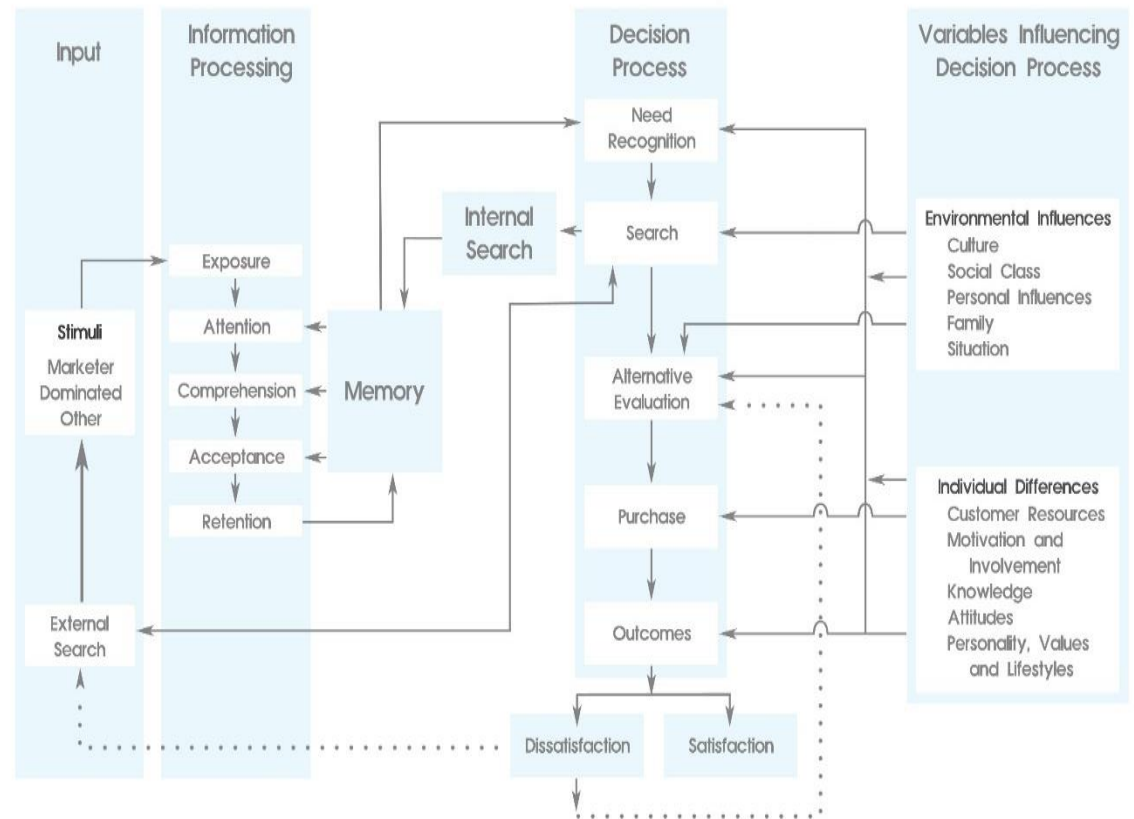 Input
Information
Processing
Decision
Process
Variables Influencing
Decision Process
Need
Recognition
Internal
Search
Search
Exposure
Attention
Comprehension
Acceptance
Retention
Stimuli
Marketer
Dominated
Other
Memory
External
Search
Alternative
Evaluation
Purchase
Outcomes
Dissatisfaction
Satisfaction
Environmental Influences
Culture
Social Class
Personal Influences
Family
Situation
Individual Differences
Customer Resources
Motivation and
Involvement
Knowledge
Attitudes
Personality, Values
and Lifestyles